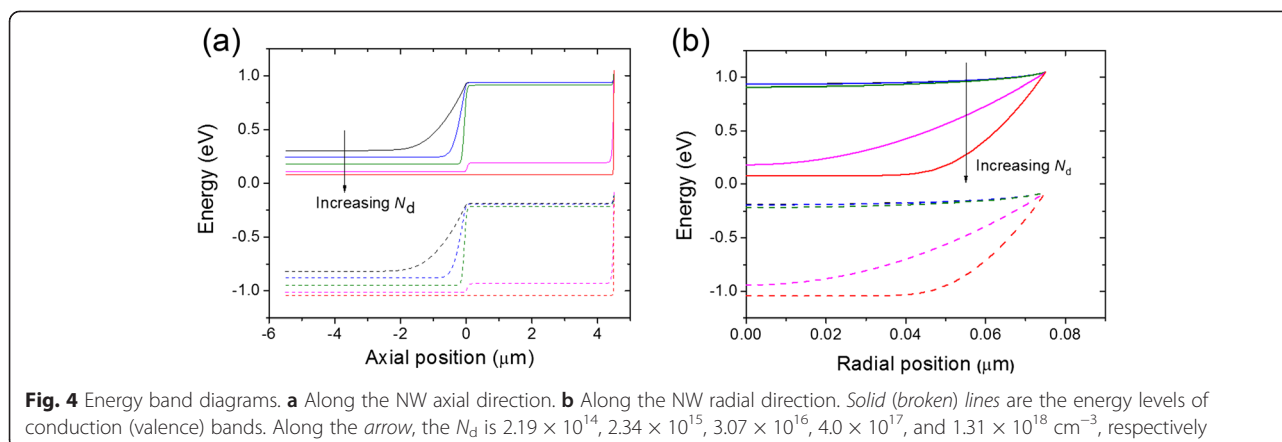 (a)
(b)
Energy (eV)
1.0
0.5
0.0
-0.5
-1.0
Increasing N_d
-6 -4 -2 0 2 4
Axial position (μm)
Energy (eV)
1.0
0.5
0.0
-0.5
-1.0
Increasing N_d
0.00 0.02 0.04 0.06 0.08
Radial position (μm)
Fig. 4 Energy band diagrams. a Along the NW axial direction. b Along the NW radial direction. Solid (broken) lines are the energy levels of
conduction (valence) bands. Along the arrow, the N_d is 2.19 × 10^14, 2.34 × 10^15, 3.07 × 10^16, 4.0 × 10^17, and 1.31 × 10^18 cm^−3, respectively